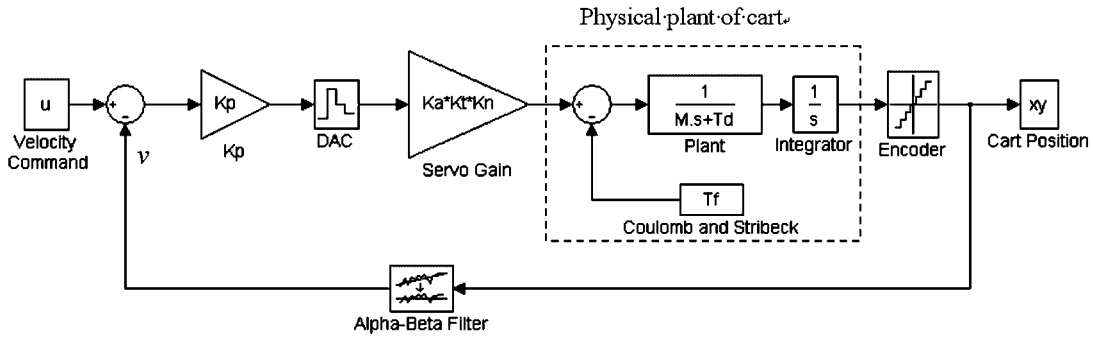 Physical plant of cart
u
Velocity
Command
+
−
v
Kp
Kp
DAC
Ka*Kt*Kn
Servo Gain
+
−
1
M.s+Td
Plant
1
s
Integrator
Tf
Coulomb and Stribeck
Encoder
xy
Cart Position
Alpha-Beta Filter